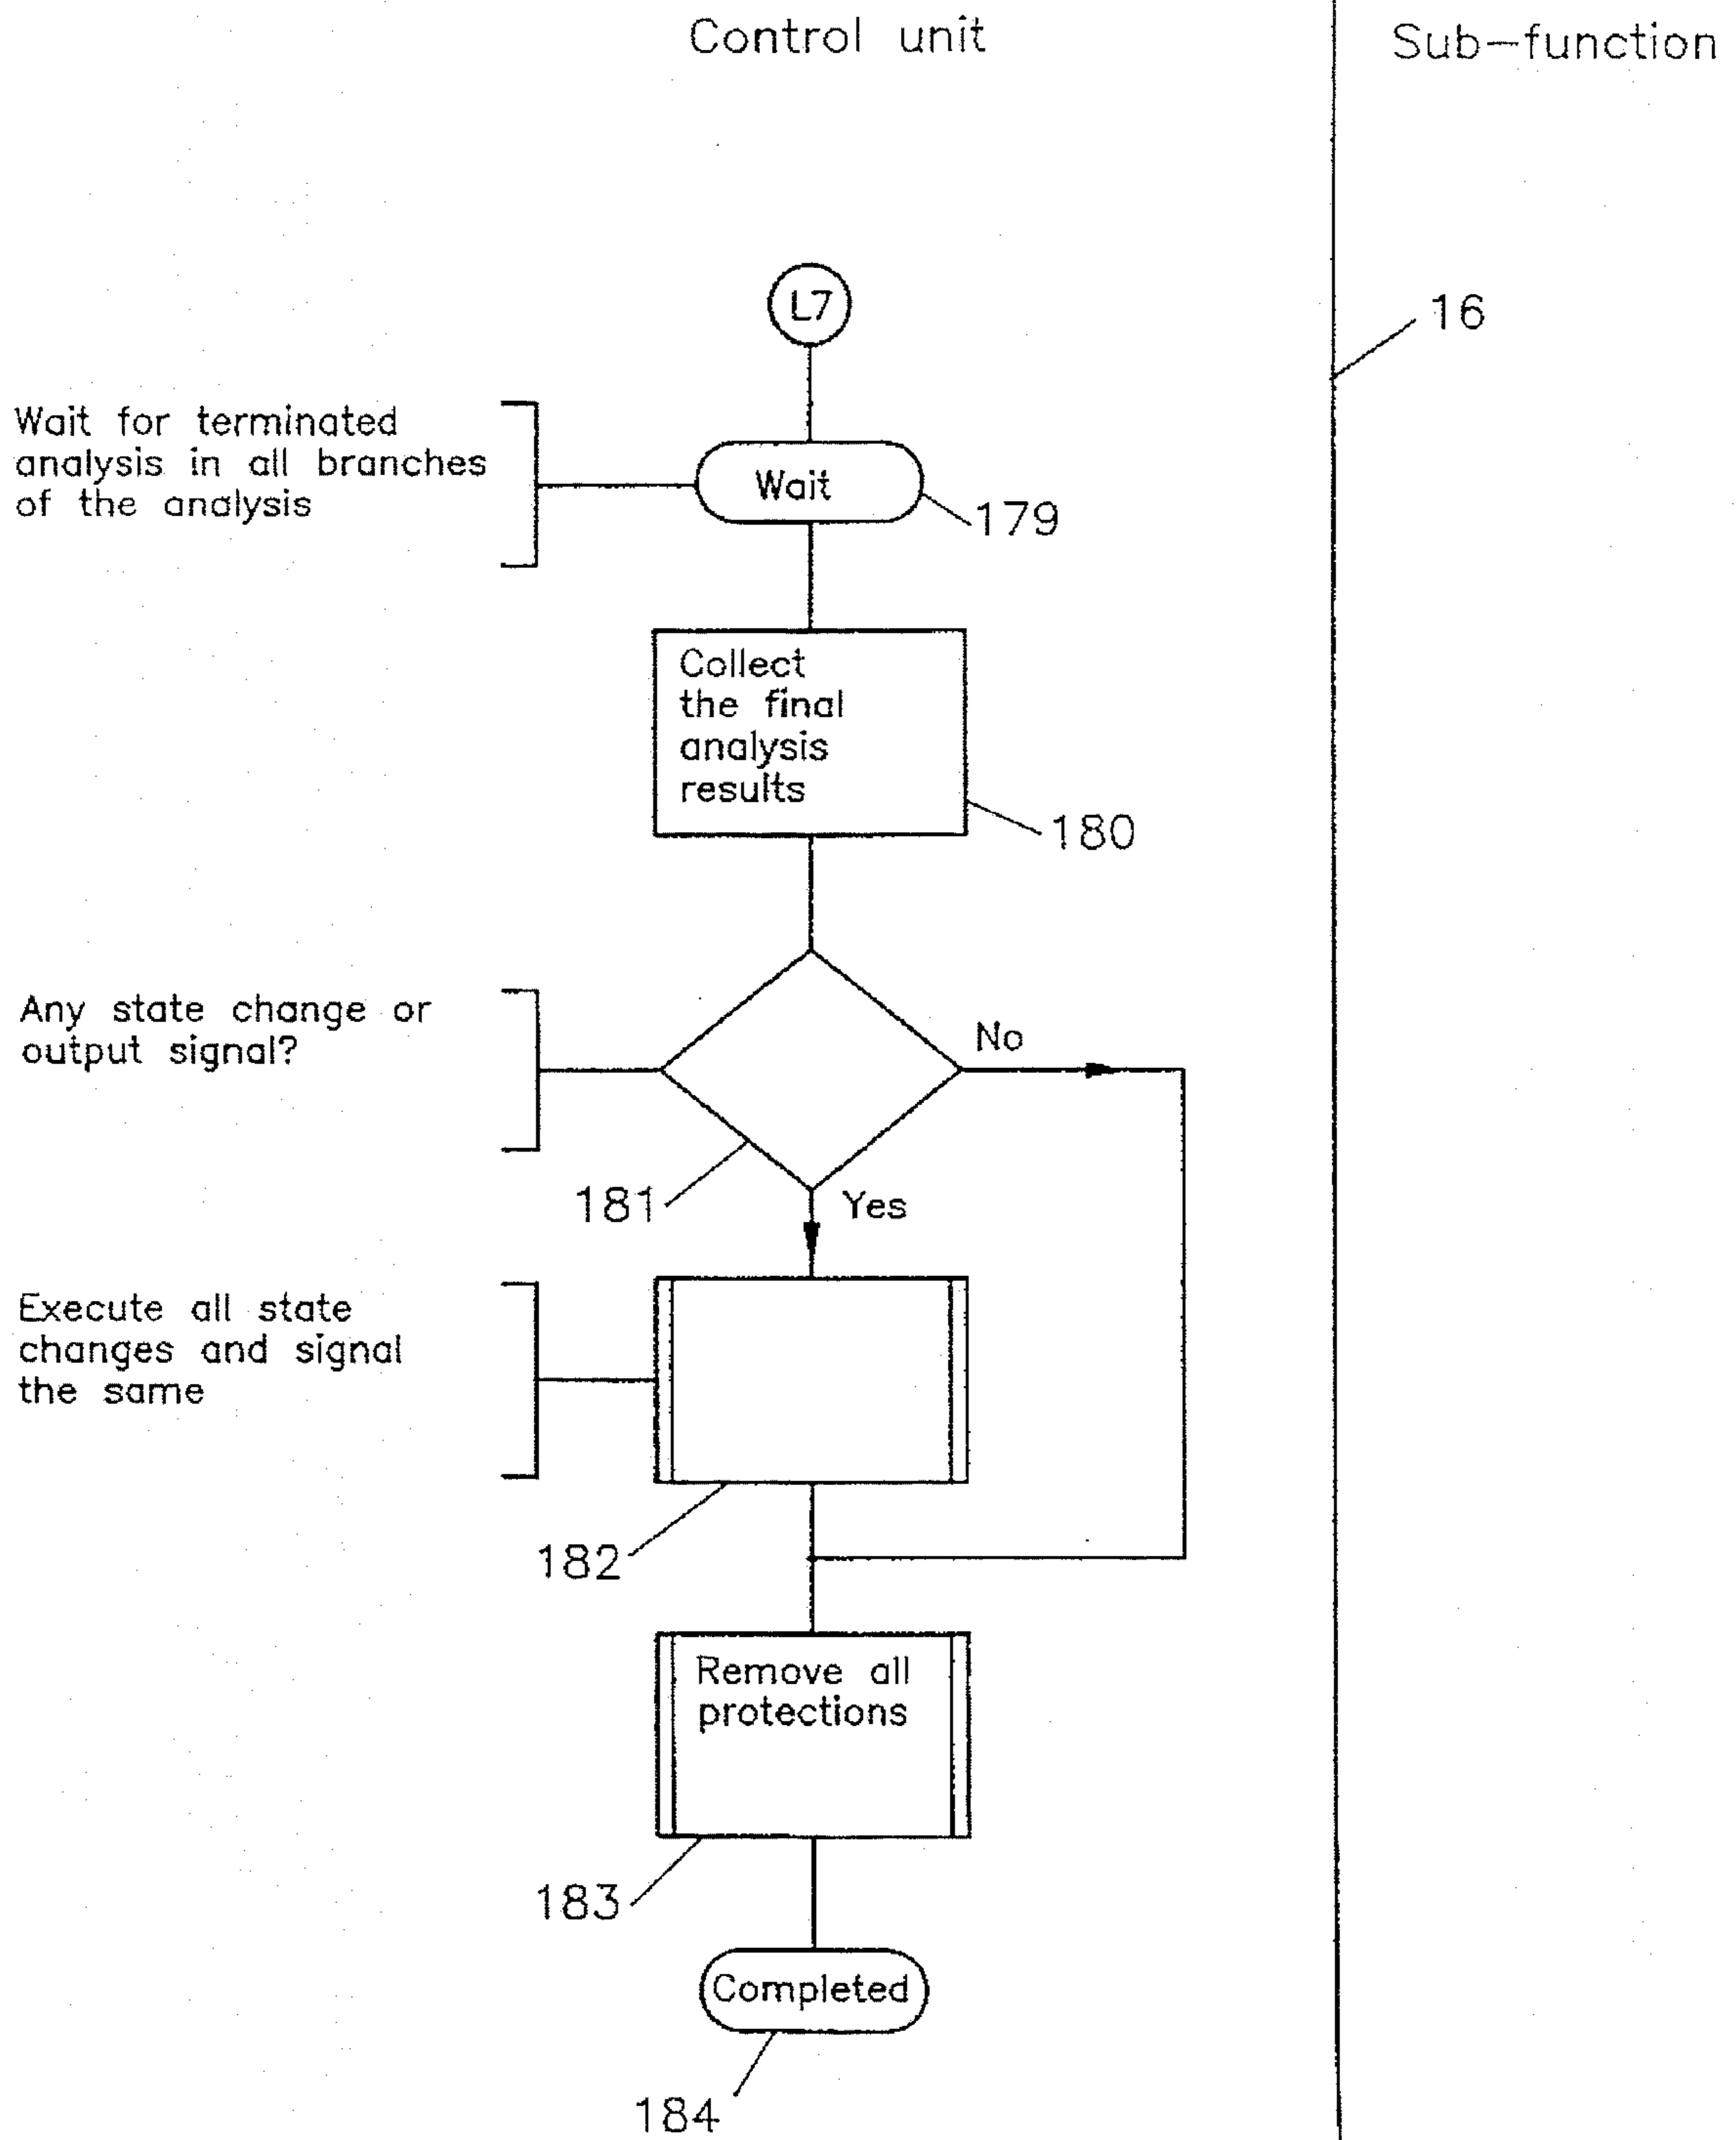 Control unit
Sub-function
L7
16
Wait for terminated
analysis in all branches
of the analysis
Wait
179
Collect
the final
analysis
results
180
Any state change or
output signal?
No
181
Yes
Execute all state
changes and signal
the same
182
Remove all
protections
183
Completed
184